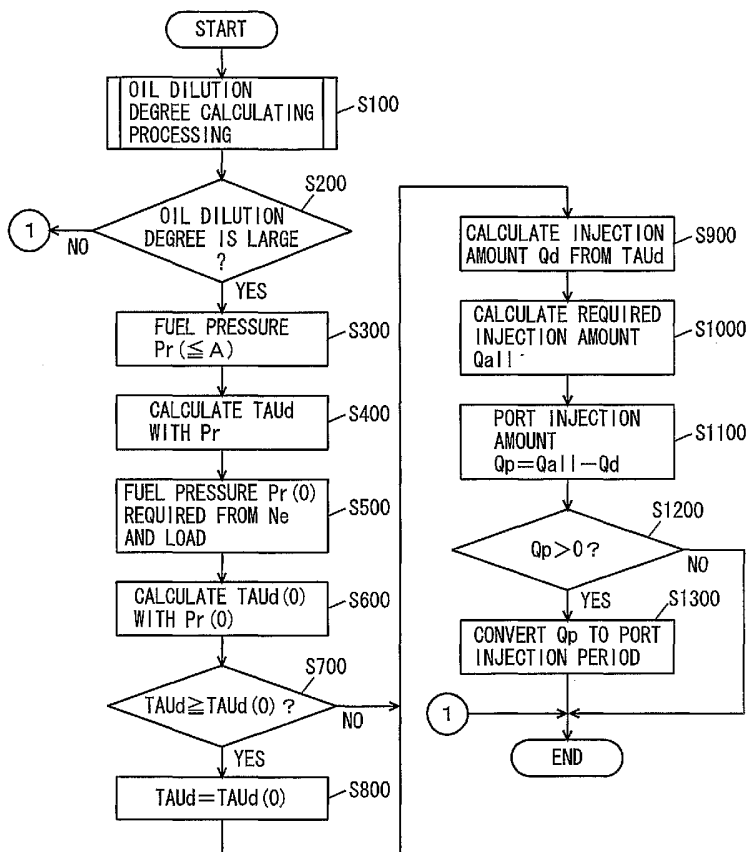 START
OIL DILUTION
DEGREE CALCULATING
PROCESSING
S100
S200
OIL DILUTION
DEGREE IS LARGE
?
1
NO
YES
FUEL PRESSURE
Pr(≦A)
S300
CALCULATE TAUd
WITH Pr
S400
FUEL PRESSURE Pr(0)
REQUIRED FROM Ne
AND LOAD
S500
CALCULATE TAUd(0)
WITH Pr(0)
S600
S700
TAUd≧TAUd(0)?
NO
YES
TAUd=TAUd(0)
S800
CALCULATE INJECTION
AMOUNT Qd FROM TAUd
S900
CALCULATE REQUIRED
INJECTION AMOUNT
Qall
S1000
PORT INJECTION
AMOUNT
Qp=Qall-Qd
S1100
S1200
Qp>0?
NO
YES
S1300
CONVERT Qp TO PORT
INJECTION PERIOD
1
END